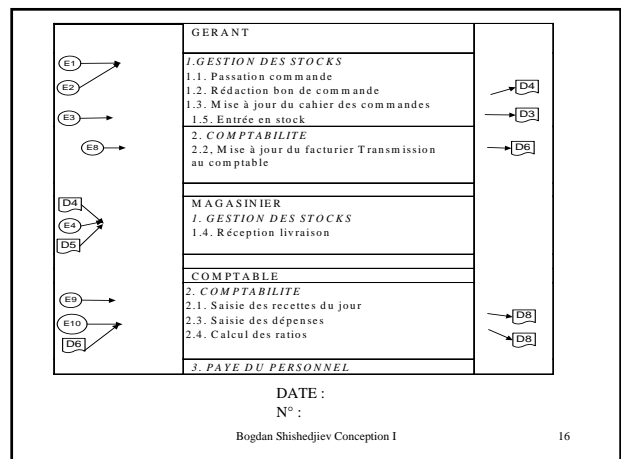 GERANT
E1
1.GESTION DES STOCKS
1.1. Passation commande
E2
1.2. Rédaction bon de commande
D4
1.3. Mise à jour du cahier des commandes
E3
1.5. Entrée en stock
D3
2. COMPTABILITE
E8
2.2, Mise à jour du facturier Transmission
au comptable
D6
D4
MAGASINIER
1. GESTION DES STOCKS
E4
1.4. Réception livraison
D5
COMPTABLE
2. COMPTABILITE
E9
2.1. Saisie des recettes du jour
E10
2.3. Saisie des dépenses
D8
D6
2.4. Calcul des ratios
D8
3. PAYE DU PERSONNEL
DATE :
N° :
Bogdan Shishedjiev Conception I
16